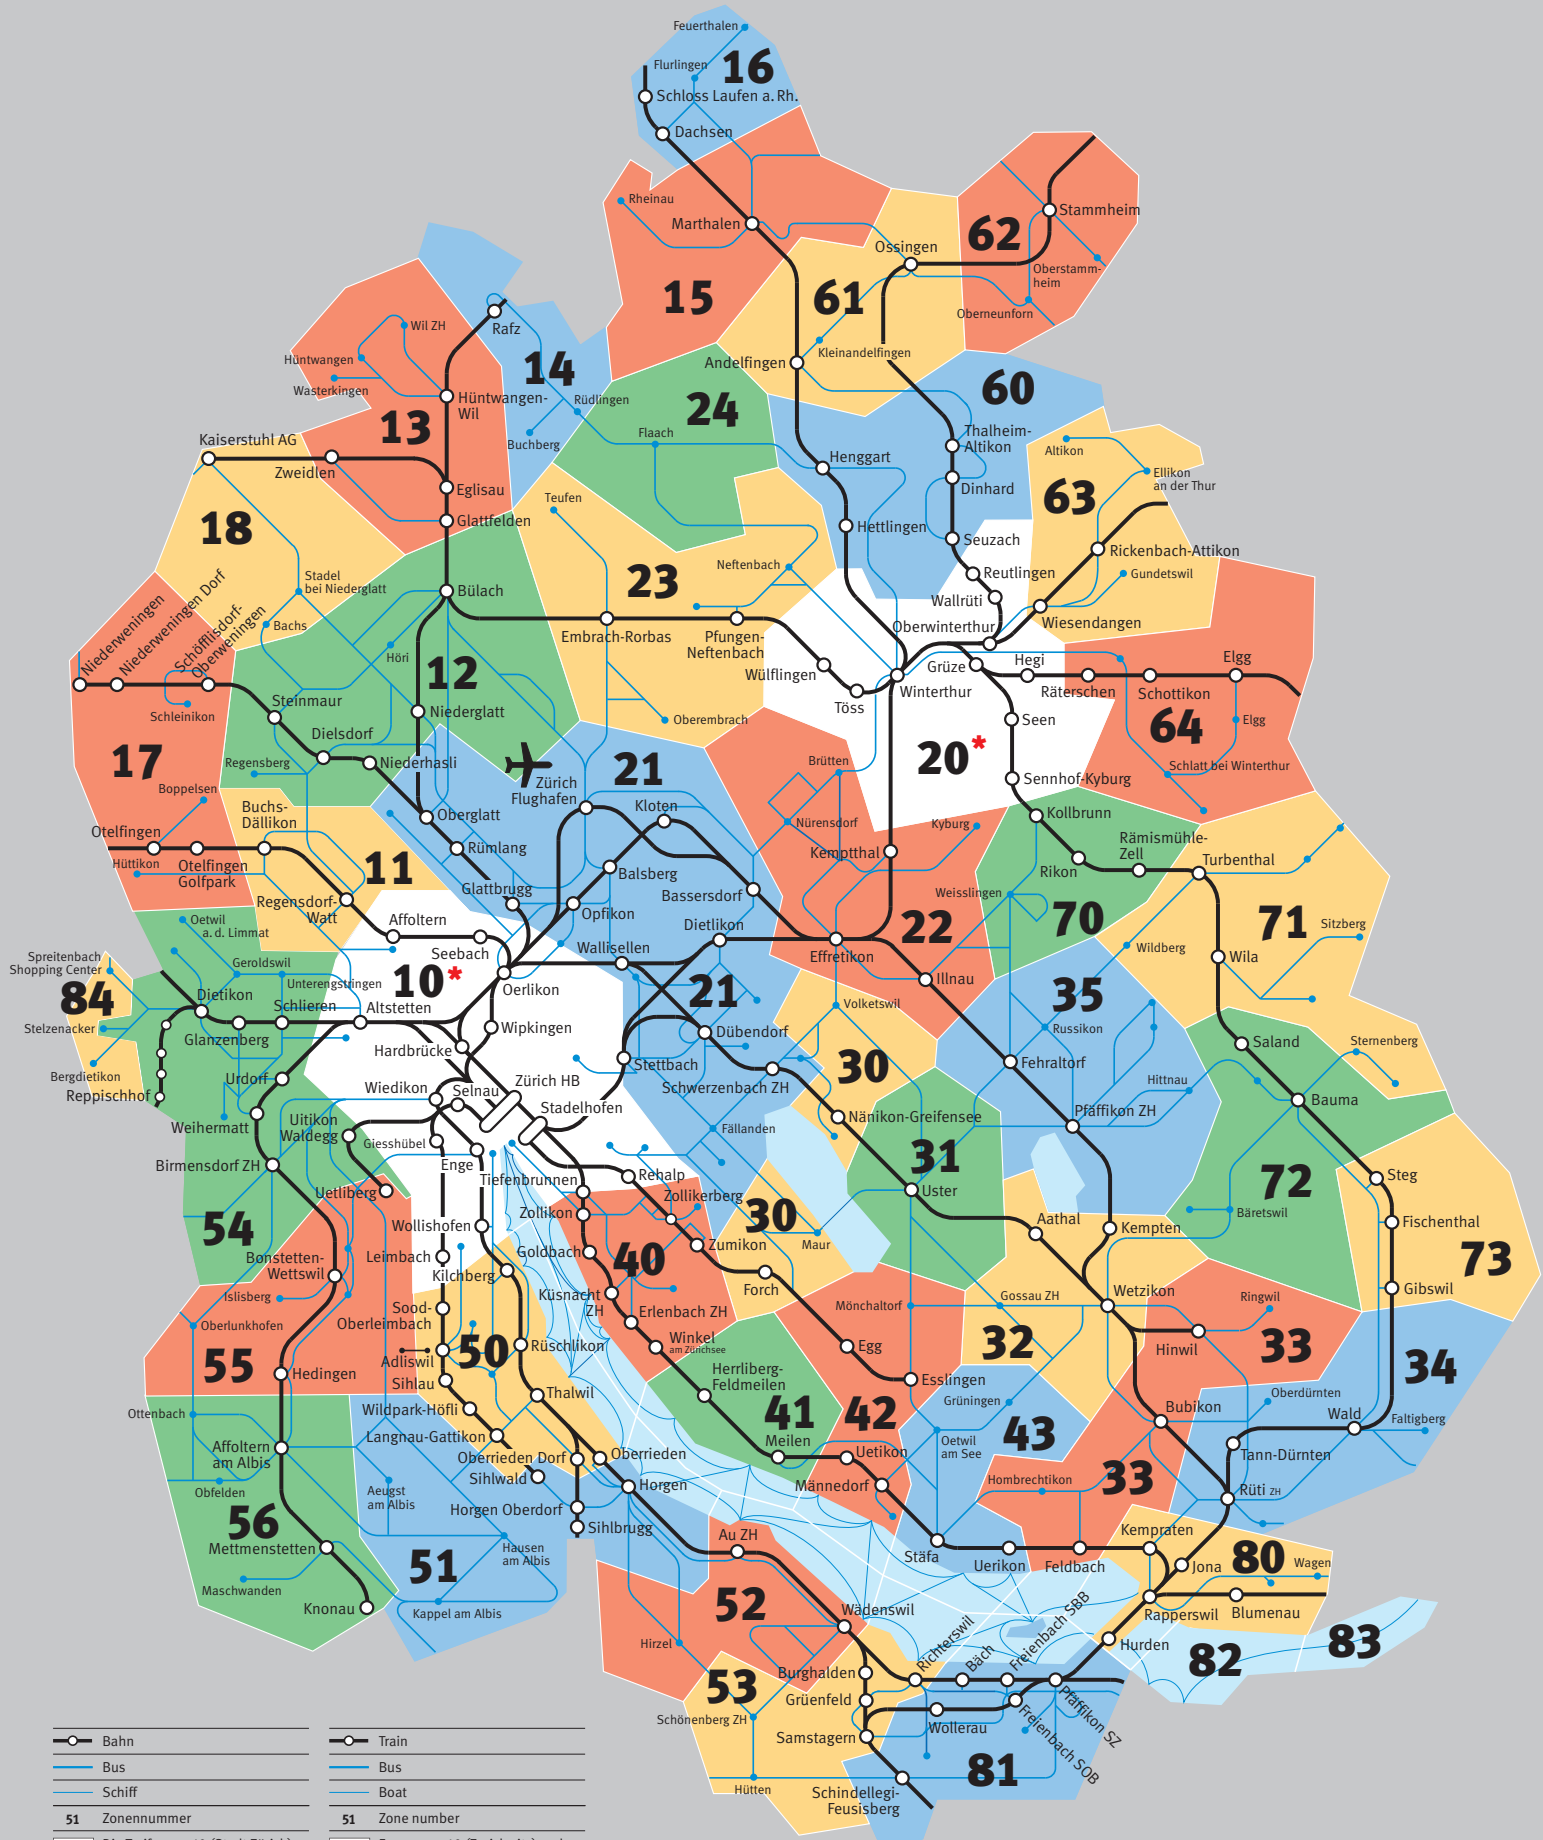 Feuerthalen
Flurlingen
16
Schloss Laufen a. Rh.
Dachsen
Rheinau
Marthalen
Stammheim
62
Ossingen
Oberstamm-
heim
15
61
Oberneunforn
Rafz
Wil ZH
Hüntwangen
Wasterkingen
14
Kleinandelfingen
Andelfingen
60
Hüntwangen-
Wil
Rüdlingen
24
13
Buchberg
Flaach
Thalheim-
Altikon
Altikon
Kaiserstuhl AG
Zweidlen
Henggart
Ellikon
an der Thur
Eglisau
Dinhard
63
Teufen
18
Glattfelden
Hettlingen
Seuzach
Rickenbach-Attikon
Neftenbach
Reutlingen
Gundetswil
23
Stadel
bei Niederglatt
Bülach
Wallrüti
Niederweningen
Niederweningen Dorf
Schöfflisdorf-
Oberweningen
Bachs
Embrach-Rorbas
Pfungen-
Neftenbach
Oberwinterthur
Wiesendangen
Höri
12
Wülflingen
Grüze
Hegi
Elgg
Winterthur
Räterschen
Schottikon
Töss
Schleinikon
Steinmaur
Niederglatt
Oberembrach
Seen
Elgg
64
Dielsdorf
17
Regensberg
Niederhasli
Zürich
Flughafen
21
Brütten
20*
Schlatt bei Winterthur
Sennhof-Kyburg
Boppelsen
Buchs-
Dällikon
Oberglatt
Kloten
Nürensdorf
Kyburg
Kollbrunn
Otelfingen
Hüttikon
Otelfingen
Golfpark
Rümlang
Kemptthal
Rämismühle-
Zell
Rikon
Turbenthal
11
Balsberg
Glattbrugg
Bassersdorf
Weisslingen
Regensdorf-
Watt
Opfikon
70
71
Oetwil
a. d. Limmat
Affoltern
Dietlikon
22
Sitzberg
Seebach
Wallisellen
Effretikon
Wildberg
Wila
Spreitenbach
Shopping Center
Geroldswil
Unterengstringen
10*
Oerlikon
Illnau
84
Dietikon
Schlieren
Altstetten
21
Volketswil
35
Stelzenacker
Glanzenberg
Wipkingen
Dübendorf
Russikon
Saland
Hardbrücke
Sternenberg
Bergdietikon
Urdorf
Stettbach
30
Fehraltorf
Hittnau
Reppischhof
Wiedikon
Selnau
Zürich HB
Schwerzenbach ZH
Bauma
Weihermatt
Uitikon
Waldegg
Stadelhofen
Nänikon-Greifensee
Pfäffikon ZH
Giesshübel
Fällanden
Birmensdorf ZH
Enge
31
Tiefenbrunnen
Rehalp
Uster
72
Steg
Uetliberg
Zollikerberg
Zollikon
30
Bäretswil
54
Wollishofen
Aathal
Kempten
Fischenthal
Zumikon
Maur
Leimbach
Goldbach
40
Bonstetten-
Wettswil
Kilchberg
73
Forch
Islisberg
Küsnacht
ZH
Wetzikon
Gibswil
Sood-
Oberleimbach
Erlenbach ZH
Mönchaltorf
Gossau ZH
Ringwil
Oberlunkhofen
50
Rüschlikon
Winkel
am Zürichsee
Egg
32
Hinwil
33
55
Adliswil
Hedingen
Sihlau
Herrliberg-
Feldmeilen
Esslingen
34
Thalwil
Grüningen
Oberdürnten
Ottenbach
Wildpark-Höfli
41
42
43
Bubikon
Wald
Faltigberg
Langnau-Gattikon
Meilen
Oetwil
am See
Affoltern
am Albis
Oberrieden Dorf
Oberrieden
Uetikon
Tann-Dürnten
Sihlwald
Männedorf
Hombrechtikon
33
Obfelden
Aeugst
am Albis
Horgen
Rüti ZH
Horgen Oberdorf
56
Sihlbrugg
Au ZH
Kempraten
Mettmenstetten
Hausen
am Albis
Stäfa
Uerikon
Feldbach
80
Wagen
51
Jona
Maschwanden
Knonau
Kappel am Albis
52
Wädenswil
Rapperswil
Blumenau
Hirzel
Richterswil
Bäch
Freienbach SBB
Hurden
82
83
53
Burghalden
Grüenfeld
Schönenberg ZH
Samstagern
Wollerau
Freienbach SOB
Pfäffikon SZ
81
Hütten
Schindellegi-
Feusisberg
Bahn
Bus
Schiff
51 Zonennummer
Train
Bus
Boat
51 Zone number